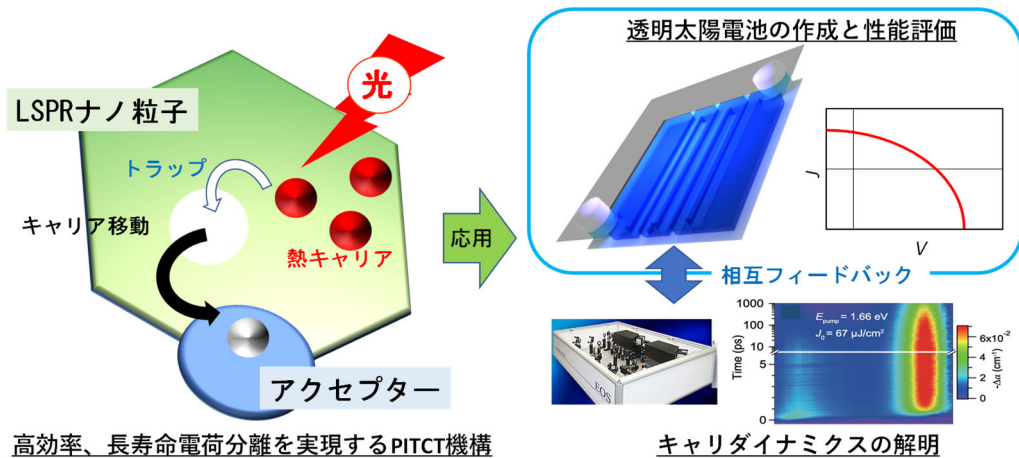 LSPRナノ粒子
光
トラップ
キャリア移動
熱キャリア
アクセプター
高効率、長寿命電荷分離を実現するPITCT機構
応用
透明太陽電池の作成と性能評価
J
V
相互フィードバック
EOS
Time (ps)
1000
100
10
5
0
E_pump = 1.66 eV
J_0 = 67 μJ/cm²
6x10⁻²
4
2
0
-Δα (cm⁻¹)
キャリダイナミクスの解明